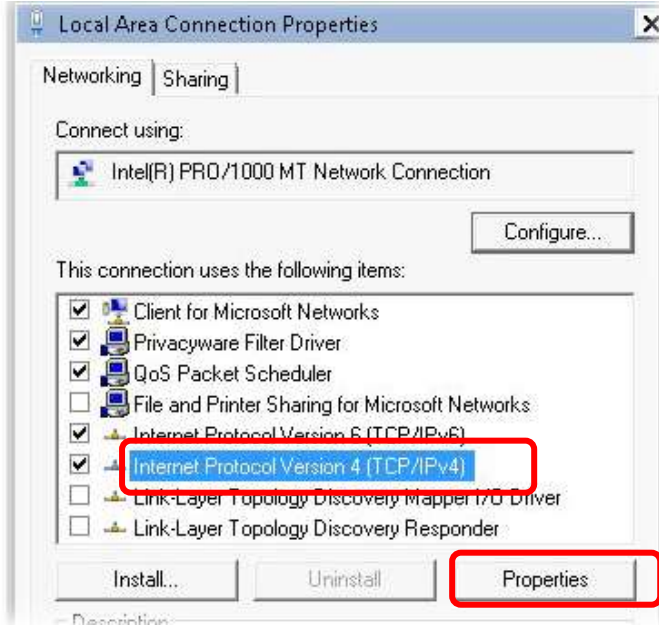 Local Area Connection Properties
Networking
Sharing
Connect using:
Intel(R) PRO/1000 MT Network Connection
Configure...
This connection uses the following items:
Client for Microsoft Networks
Privacyware Filter Driver
QoS Packet Scheduler
File and Printer Sharing for Microsoft Networks
Internet Protocol Version 6 (TCP/IPv6)
Internet Protocol Version 4 (TCP/IPv4)
Link-Layer Topology Discovery Mapper I/O Driver
Link-Layer Topology Discovery Responder
Install...
Uninstall
Properties
Description